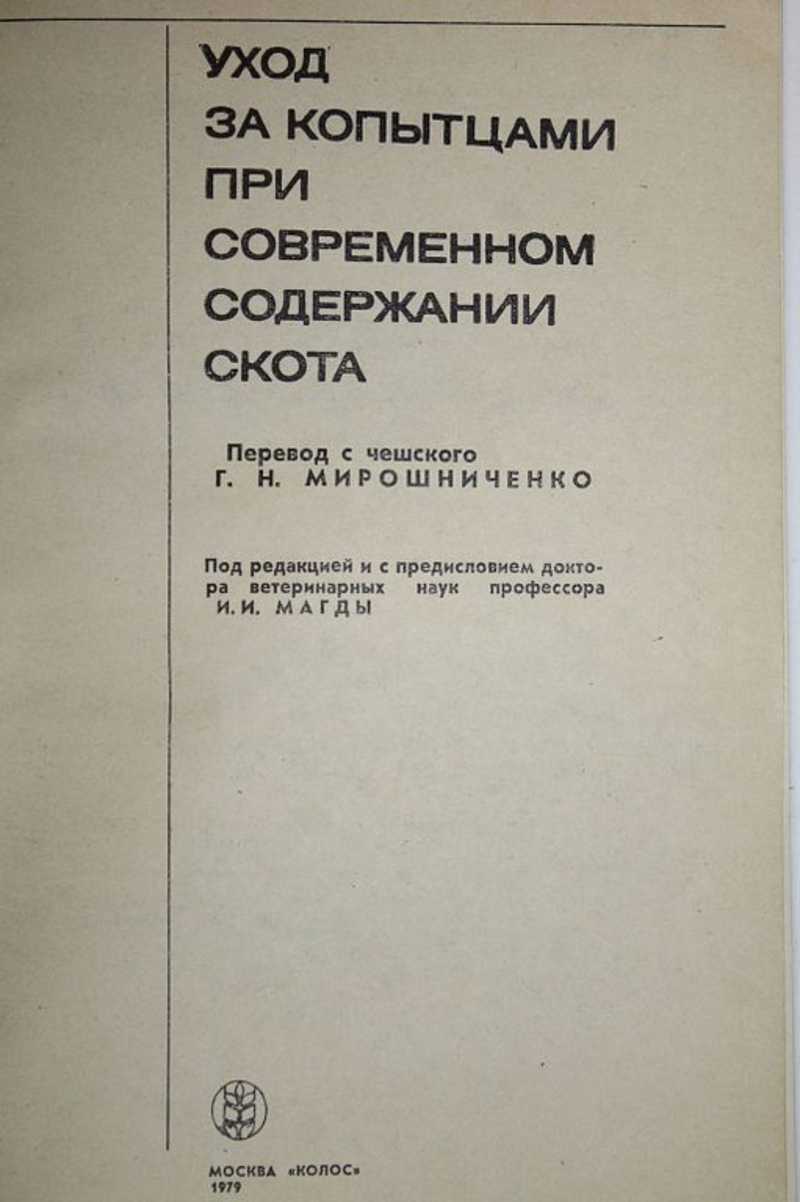 УХОД
ЗА КОПЫТЦАМИ
ПРИ
СОВРЕМЕННОМ
СОДЕРЖАНИИ
СКОТА
Перевод с чешского
Г. Н. МИРОШНИЧЕНКО
Под редакцией и с предисловием докто-
ра ветеринарных наук профессора
И. И. МАГДЫ
МОСКВА «КОЛОС»
1979